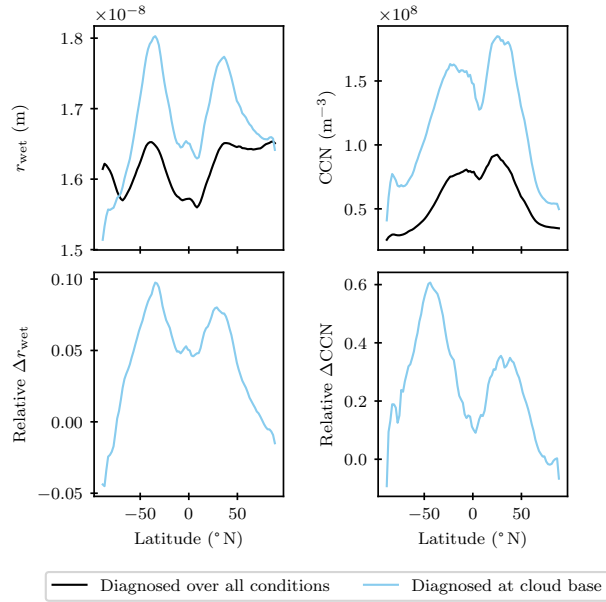 ×10⁻⁸
1.8
1.7
1.6
1.5
r_wet (m)
×10⁸
1.5
1.0
0.5
CCN (m⁻³)
0.10
0.05
0.00
−0.05
Relative Δr_wet
−50 0 50
Latitude (°N)
0.6
0.4
0.2
0.0
Relative ΔCCN
−50 0 50
Latitude (°N)
Diagnosed over all conditions
Diagnosed at cloud base